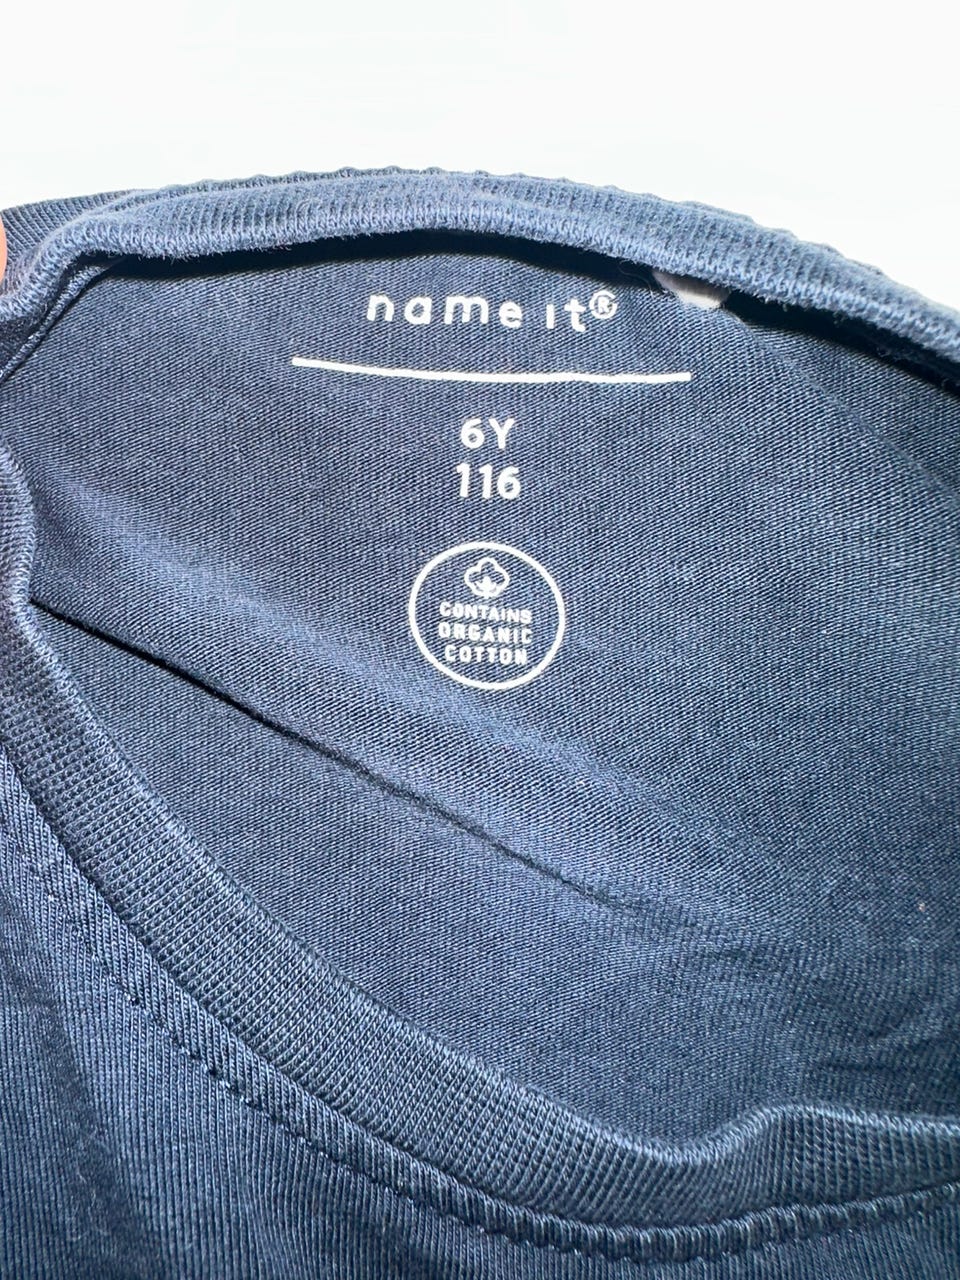 name it®
6Y
116
CONTAINS
ORGANIC
COTTON